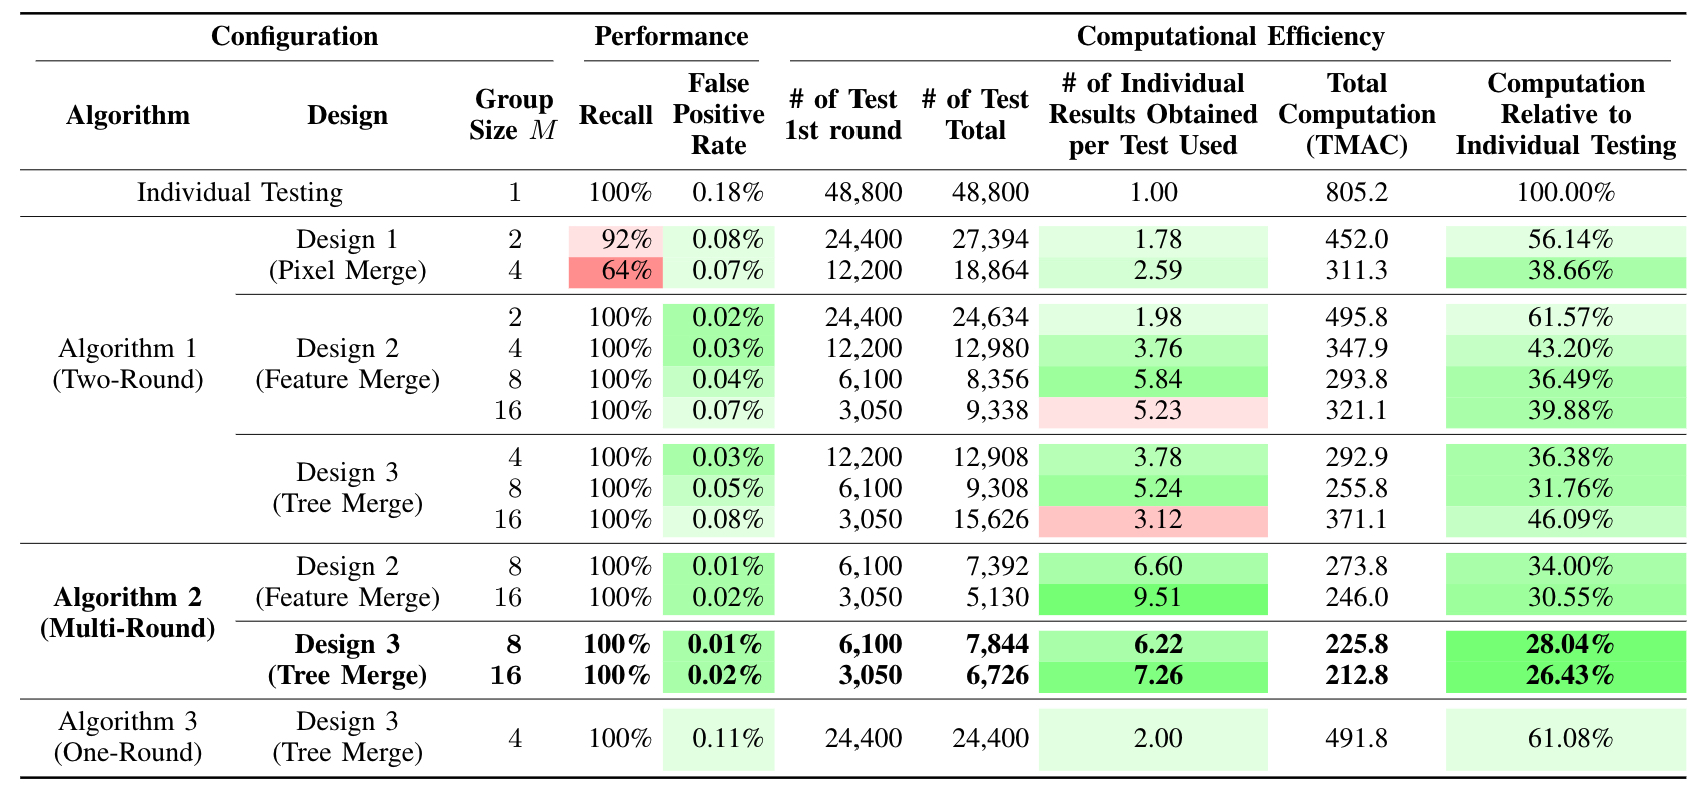 Configuration Performance Computational Efficiency
Algorithm Design Group Size M Recall False Positive Rate # of Test 1st round # of Test Total # of Individual Results Obtained per Test Used Total Computation (TMAC) Computation Relative to Individual Testing
Individual Testing 1 100% 0.18% 48,800 48,800 1.00 805.2 100.00%
Algorithm 1 (Two-Round)
Design 1 (Pixel Merge)
2 92% 0.08% 24,400 27,394 1.78 452.0 56.14%
4 64% 0.07% 12,200 18,864 2.59 311.3 38.66%
Design 2 (Feature Merge)
2 100% 0.02% 24,400 24,634 1.98 495.8 61.57%
4 100% 0.03% 12,200 12,980 3.76 347.9 43.20%
8 100% 0.04% 6,100 8,356 5.84 293.8 36.49%
16 100% 0.07% 3,050 9,338 5.23 321.1 39.88%
Design 3 (Tree Merge)
4 100% 0.03% 12,200 12,908 3.78 292.9 36.38%
8 100% 0.05% 6,100 9,308 5.24 255.8 31.76%
16 100% 0.08% 3,050 15,626 3.12 371.1 46.09%
Algorithm 2 (Multi-Round)
Design 2 (Feature Merge)
8 100% 0.01% 6,100 7,392 6.60 273.8 34.00%
16 100% 0.02% 3,050 5,130 9.51 246.0 30.55%
Design 3 (Tree Merge)
8 100% 0.01% 6,100 7,844 6.22 225.8 28.04%
16 100% 0.02% 3,050 6,726 7.26 212.8 26.43%
Algorithm 3 (One-Round)
Design 3 (Tree Merge)
4 100% 0.11% 24,400 24,400 2.00 491.8 61.08%